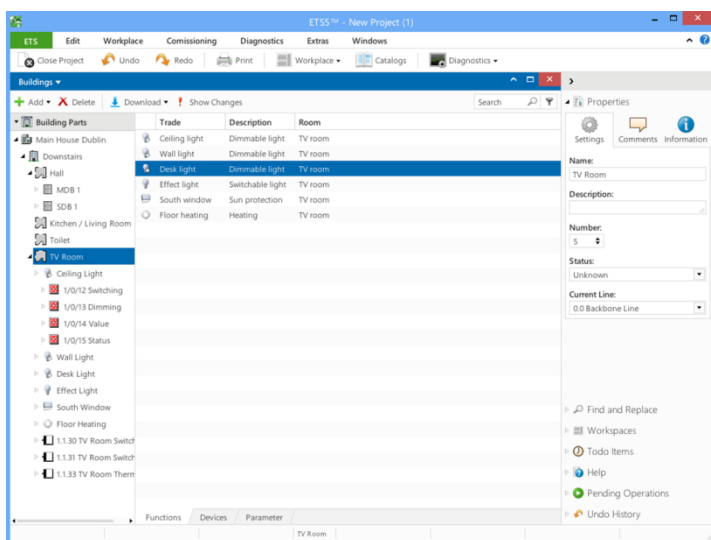 ETS5™ - New Project (1)
ETS Edit Workplace Comissioning Diagnostics Extras Windows
Close Project Undo Redo Print Workplace Catalogs Diagnostics
Buildings
Add Delete Download Show Changes Search
Building Parts
Main House Dublin
Downstairs
Hall
MDB 1
SDB 1
Kitchen / Living Room
Toilet
TV Room
Ceiling Light
1/0/12 Switching
1/0/13 Dimming
1/0/14 Value
1/0/15 Status
Wall Light
Desk Light
Effect Light
South Window
Floor Heating
1.1.30 TV Room Switch
1.1.31 TV Room Switch
1.1.33 TV Room Therm
Trade Description Room
Ceiling light Dimmable light TV room
Wall light Dimmable light TV room
Desk light Dimmable light TV room
Effect light Switchable light TV room
South window Sun protection TV room
Floor heating Heating TV room
Functions Devices Parameter
TV Room
Properties
Settings Comments Information
Name:
TV Room
Description:
Number:
5
Status:
Unknown
Current Line:
0.0 Backbone Line
Find and Replace
Workspaces
Todo Items
Help
Pending Operations
Undo History